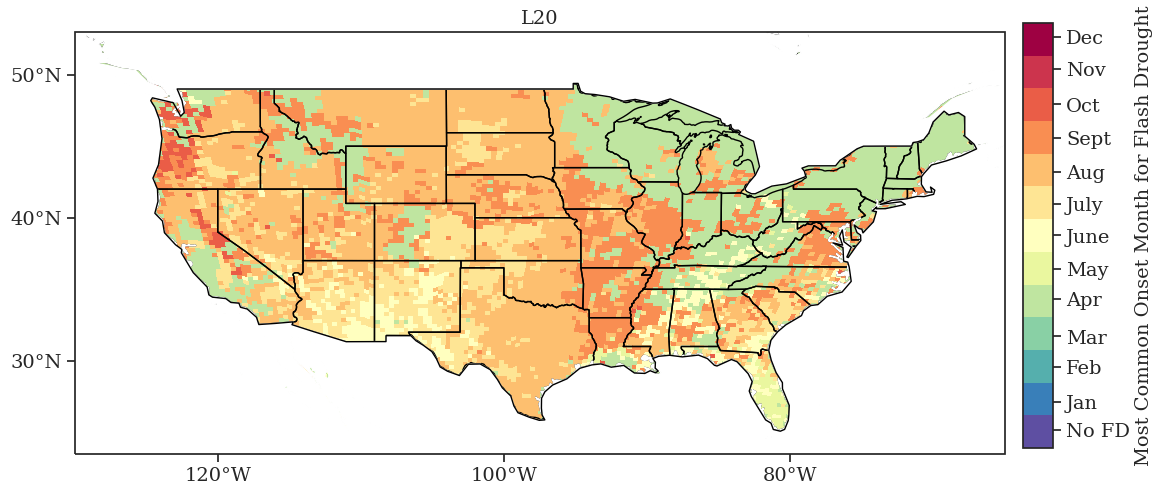 L20
50°N
40°N
30°N
120°W
100°W
80°W
Dec
Nov
Oct
Sept
Aug
July
June
May
Apr
Mar
Feb
Jan
No FD
Most Common Onset Month for Flash Drought